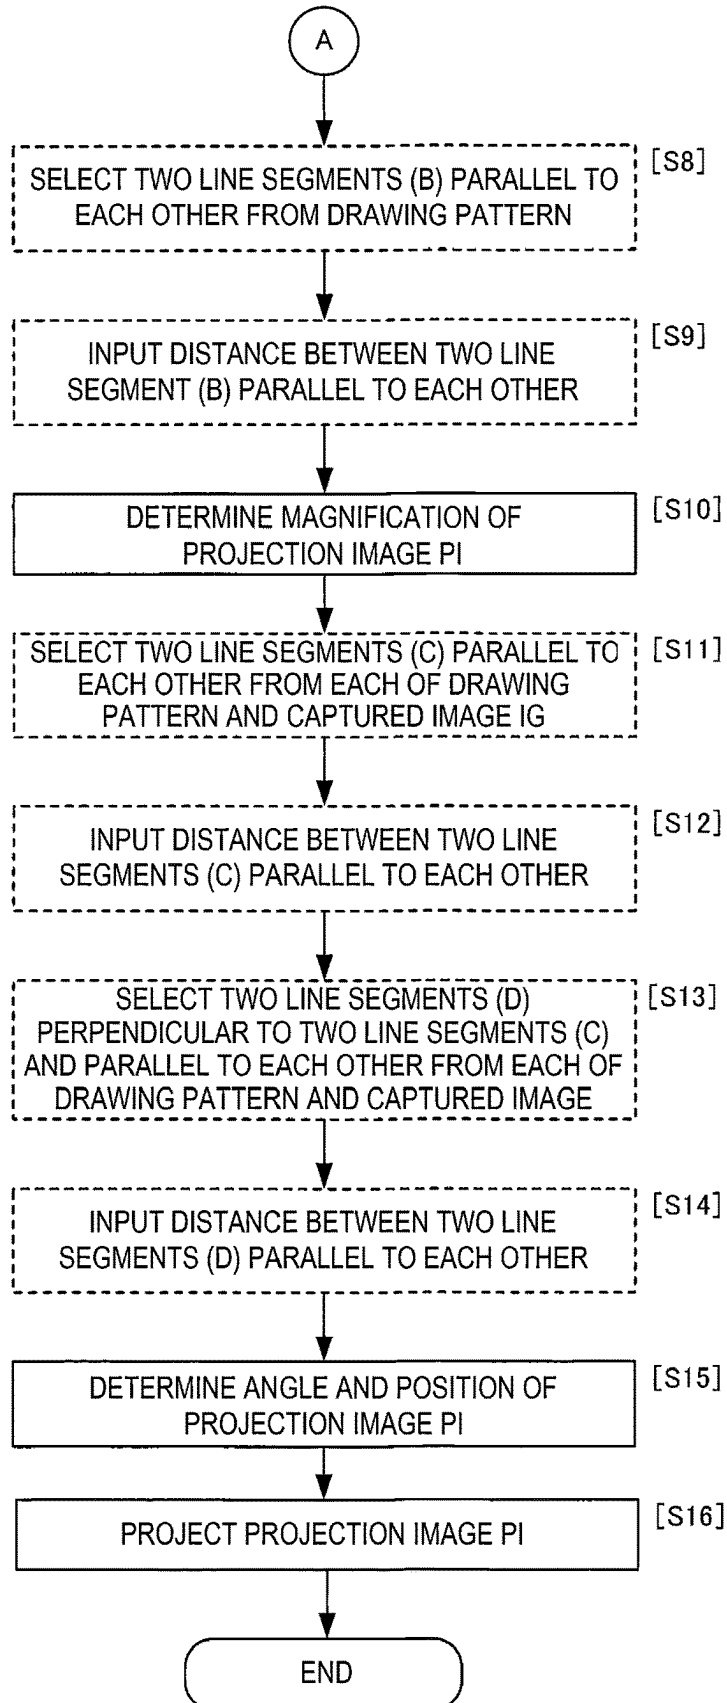 A
[S8]
SELECT TWO LINE SEGMENTS (B) PARALLEL TO
EACH OTHER FROM DRAWING PATTERN
[S9]
INPUT DISTANCE BETWEEN TWO LINE
SEGMENT (B) PARALLEL TO EACH OTHER
[S10]
DETERMINE MAGNIFICATION OF
PROJECTION IMAGE PI
[S11]
SELECT TWO LINE SEGMENTS (C) PARALLEL TO
EACH OTHER FROM EACH OF DRAWING
PATTERN AND CAPTURED IMAGE IG
[S12]
INPUT DISTANCE BETWEEN TWO LINE
SEGMENTS (C) PARALLEL TO EACH OTHER
[S13]
SELECT TWO LINE SEGMENTS (D)
PERPENDICULAR TO TWO LINE SEGMENTS (C)
AND PARALLEL TO EACH OTHER FROM EACH OF
DRAWING PATTERN AND CAPTURED IMAGE
[S14]
INPUT DISTANCE BETWEEN TWO LINE
SEGMENTS (D) PARALLEL TO EACH OTHER
[S15]
DETERMINE ANGLE AND POSITION OF
PROJECTION IMAGE PI
[S16]
PROJECT PROJECTION IMAGE PI
END